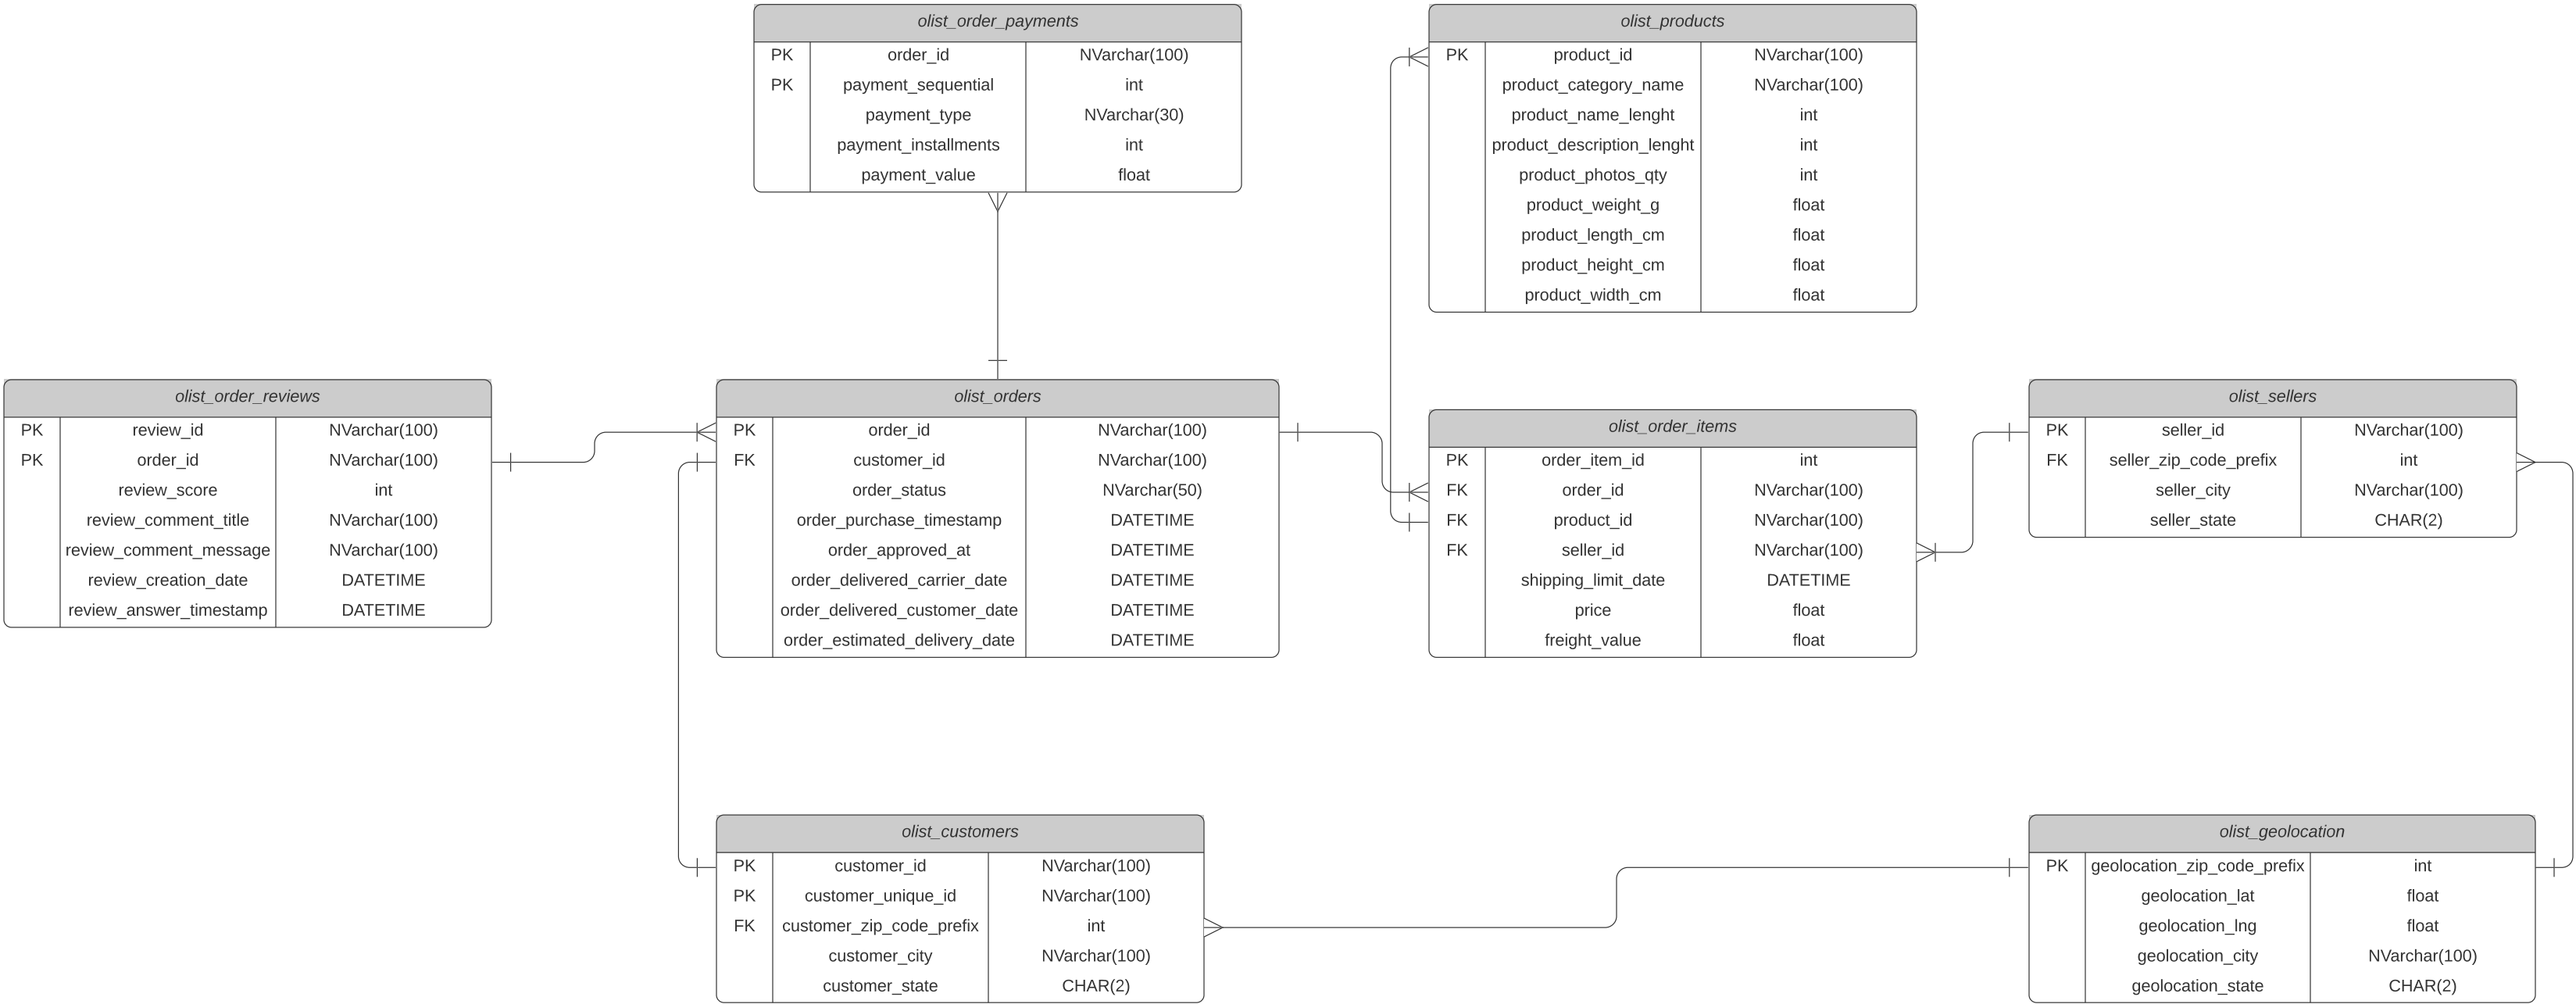 olist_order_payments
PK order_id NVarchar(100)
PK payment_sequential int
payment_type NVarchar(30)
payment_installments int
payment_value float
olist_products
PK product_id NVarchar(100)
product_category_name NVarchar(100)
product_name_lenght int
product_description_lenght int
product_photos_qty int
product_weight_g float
product_length_cm float
product_height_cm float
product_width_cm float
olist_order_reviews
PK review_id NVarchar(100)
PK order_id NVarchar(100)
review_score int
review_comment_title NVarchar(100)
review_comment_message NVarchar(100)
review_creation_date DATETIME
review_answer_timestamp DATETIME
olist_orders
PK order_id NVarchar(100)
FK customer_id NVarchar(100)
order_status NVarchar(50)
order_purchase_timestamp DATETIME
order_approved_at DATETIME
order_delivered_carrier_date DATETIME
order_delivered_customer_date DATETIME
order_estimated_delivery_date DATETIME
olist_order_items
PK order_item_id int
FK order_id NVarchar(100)
FK product_id NVarchar(100)
FK seller_id NVarchar(100)
shipping_limit_date DATETIME
price float
freight_value float
olist_sellers
PK seller_id NVarchar(100)
FK seller_zip_code_prefix int
seller_city NVarchar(100)
seller_state CHAR(2)
olist_customers
PK customer_id NVarchar(100)
PK customer_unique_id NVarchar(100)
FK customer_zip_code_prefix int
customer_city NVarchar(100)
customer_state CHAR(2)
olist_geolocation
PK geolocation_zip_code_prefix int
geolocation_lat float
geolocation_lng float
geolocation_city NVarchar(100)
geolocation_state CHAR(2)